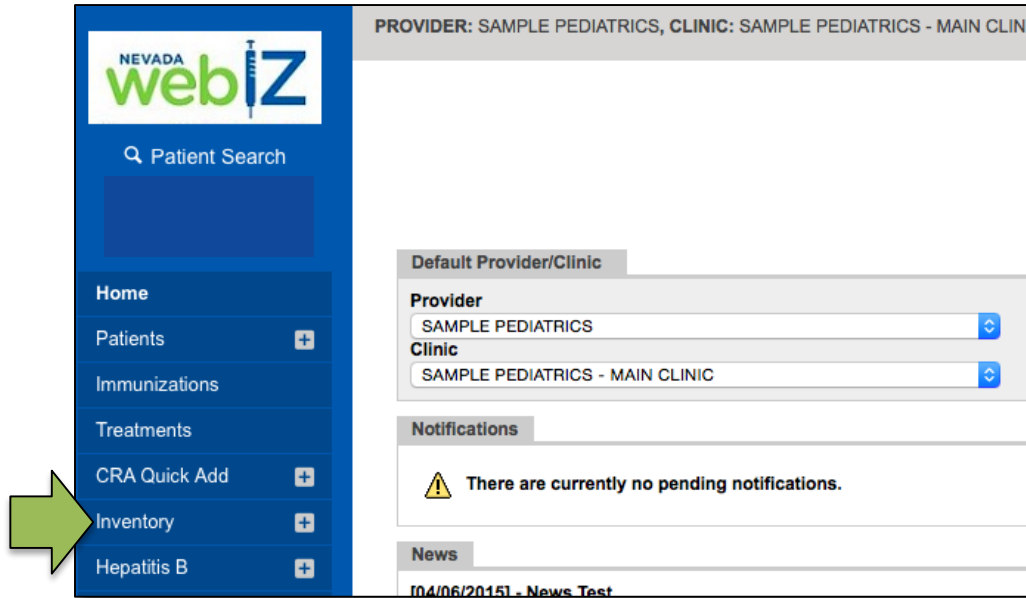 PROVIDER: SAMPLE PEDIATRICS, CLINIC: SAMPLE PEDIATRICS - MAIN CLIN
NEVADA
webIZ
Patient Search
Home
Patients
Immunizations
Treatments
CRA Quick Add
Inventory
Hepatitis B
Default Provider/Clinic
Provider
SAMPLE PEDIATRICS
Clinic
SAMPLE PEDIATRICS - MAIN CLINIC
Notifications
There are currently no pending notifications.
News
[04/06/2015] - News Test